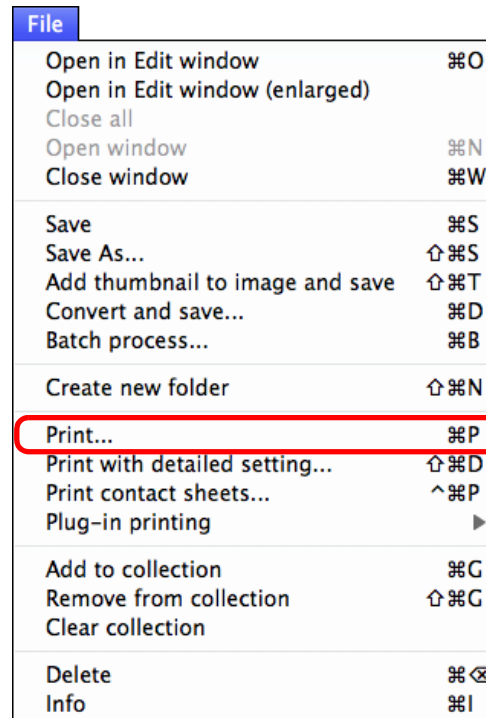 File
Open in Edit window ⌘O
Open in Edit window (enlarged)
Close all
Open window ⌘N
Close window ⌘W
Save ⌘S
Save As... ⇧⌘S
Add thumbnail to image and save ⇧⌘T
Convert and save... ⌘D
Batch process... ⌘B
Create new folder ⇧⌘N
Print... ⌘P
Print with detailed setting... ⇧⌘D
Print contact sheets... ^⌘P
Plug-in printing ▶
Add to collection ⌘G
Remove from collection ⇧⌘G
Clear collection
Delete ⌘⌫
Info ⌘I